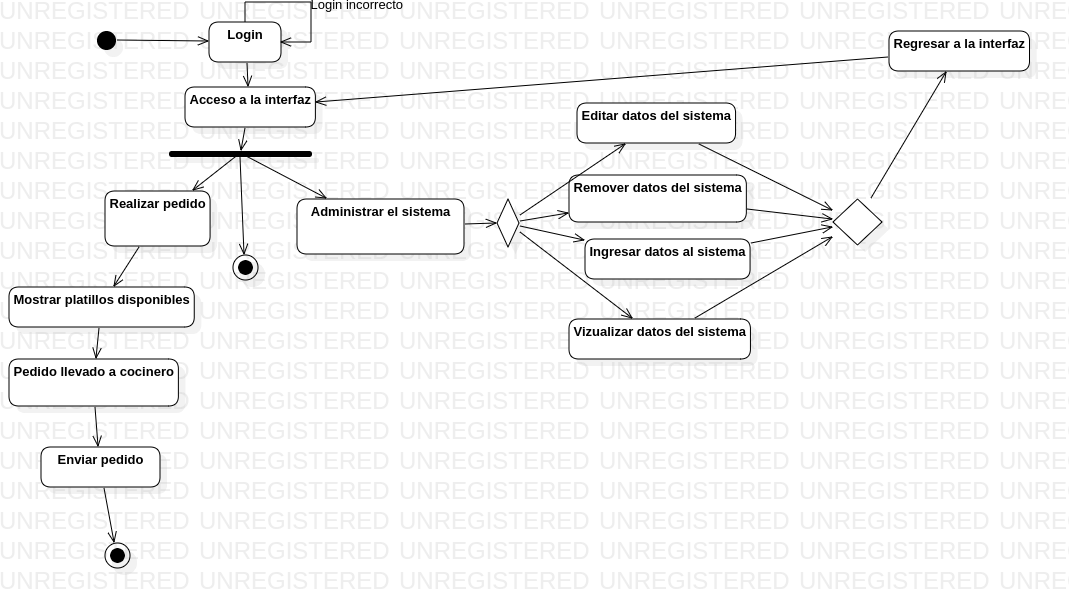 Login incorrecto
Login
Regresar a la interfaz
Acceso a la interfaz
Editar datos del sistema
Remover datos del sistema
Realizar pedido
Administrar el sistema
Ingresar datos al sistema
Mostrar platillos disponibles
Vizualizar datos del sistema
Pedido llevado a cocinero
Enviar pedido
UNREGISTERED